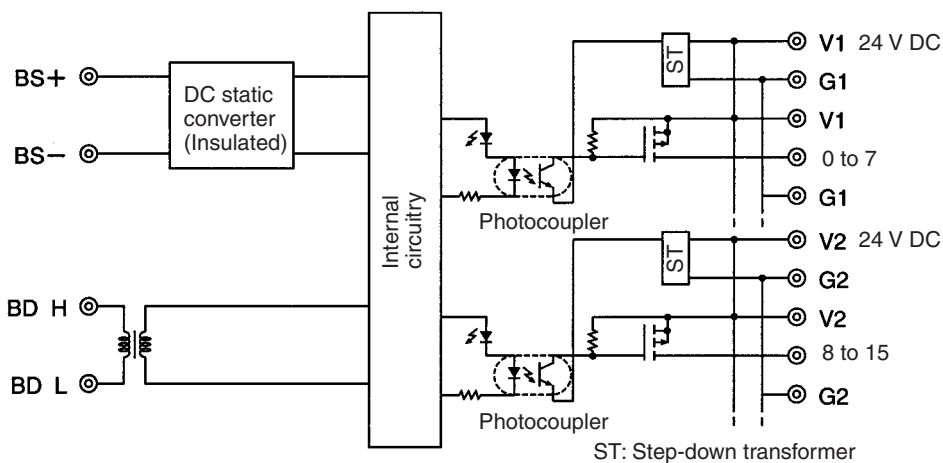 BS+
BS−
DC static
converter
(Insulated)
BD H
BD L
Internal
circuitry
Photocoupler
ST
V1 24 V DC
G1
V1
0 to 7
G1
Photocoupler
ST
V2 24 V DC
G2
V2
8 to 15
G2
ST: Step-down transformer